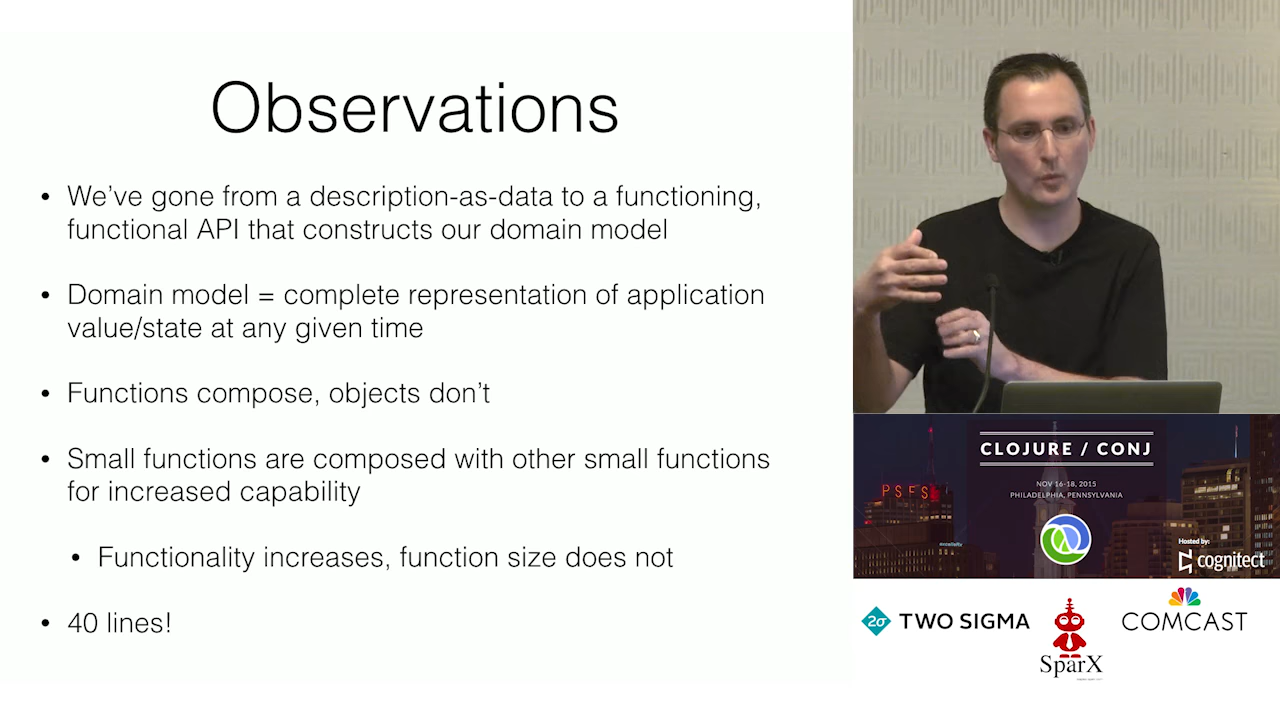 Observations
• We’ve gone from a description-as-data to a functioning,
functional API that constructs our domain model
• Domain model = complete representation of application
value/state at any given time
• Functions compose, objects don’t
• Small functions are composed with other small functions
for increased capability
• Functionality increases, function size does not
• 40 lines!
CLOJURE / CONJ
NOV 16-18, 2015
PHILADELPHIA, PENNSYLVANIA
PSFS
Hosted by:
cognitect
2σ TWO SIGMA
SparX
COMCAST